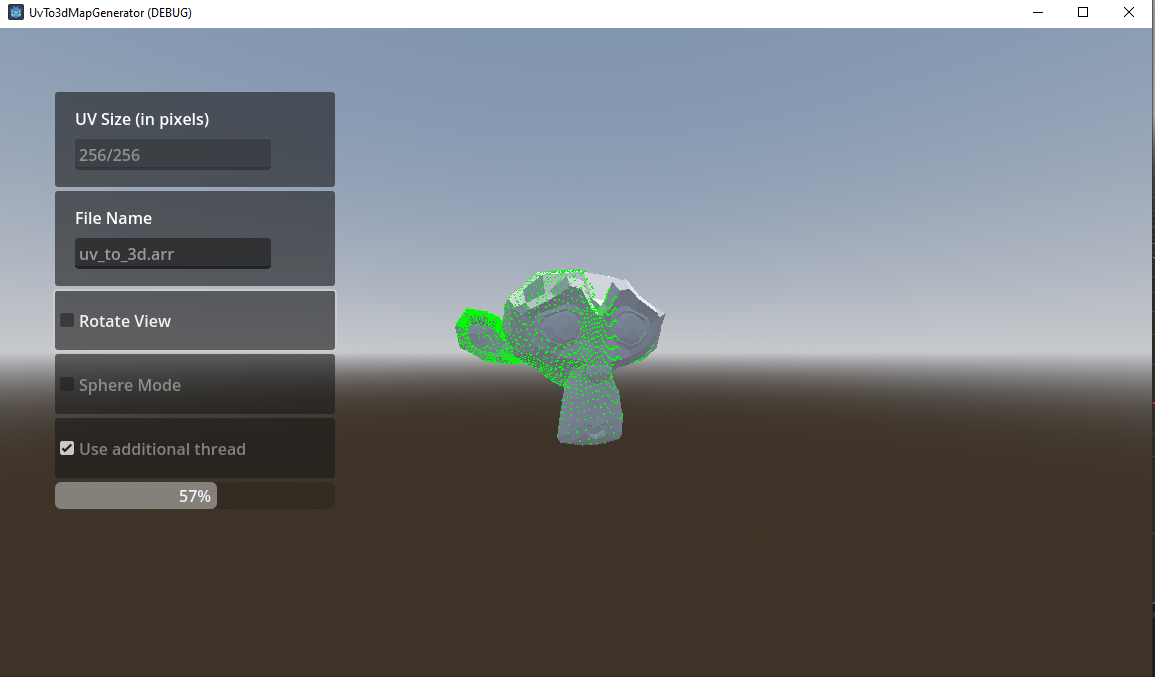 UvTo3dMapGenerator (DEBUG)
UV Size (in pixels)
256/256
File Name
uv_to_3d.arr
Rotate View
Sphere Mode
Use additional thread
57%